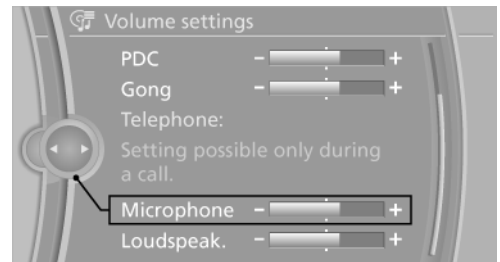 Volume settings
PDC - +
Gong - +
Telephone:
Setting possible only during
a call.
Microphone - +
Loudspeak. - +